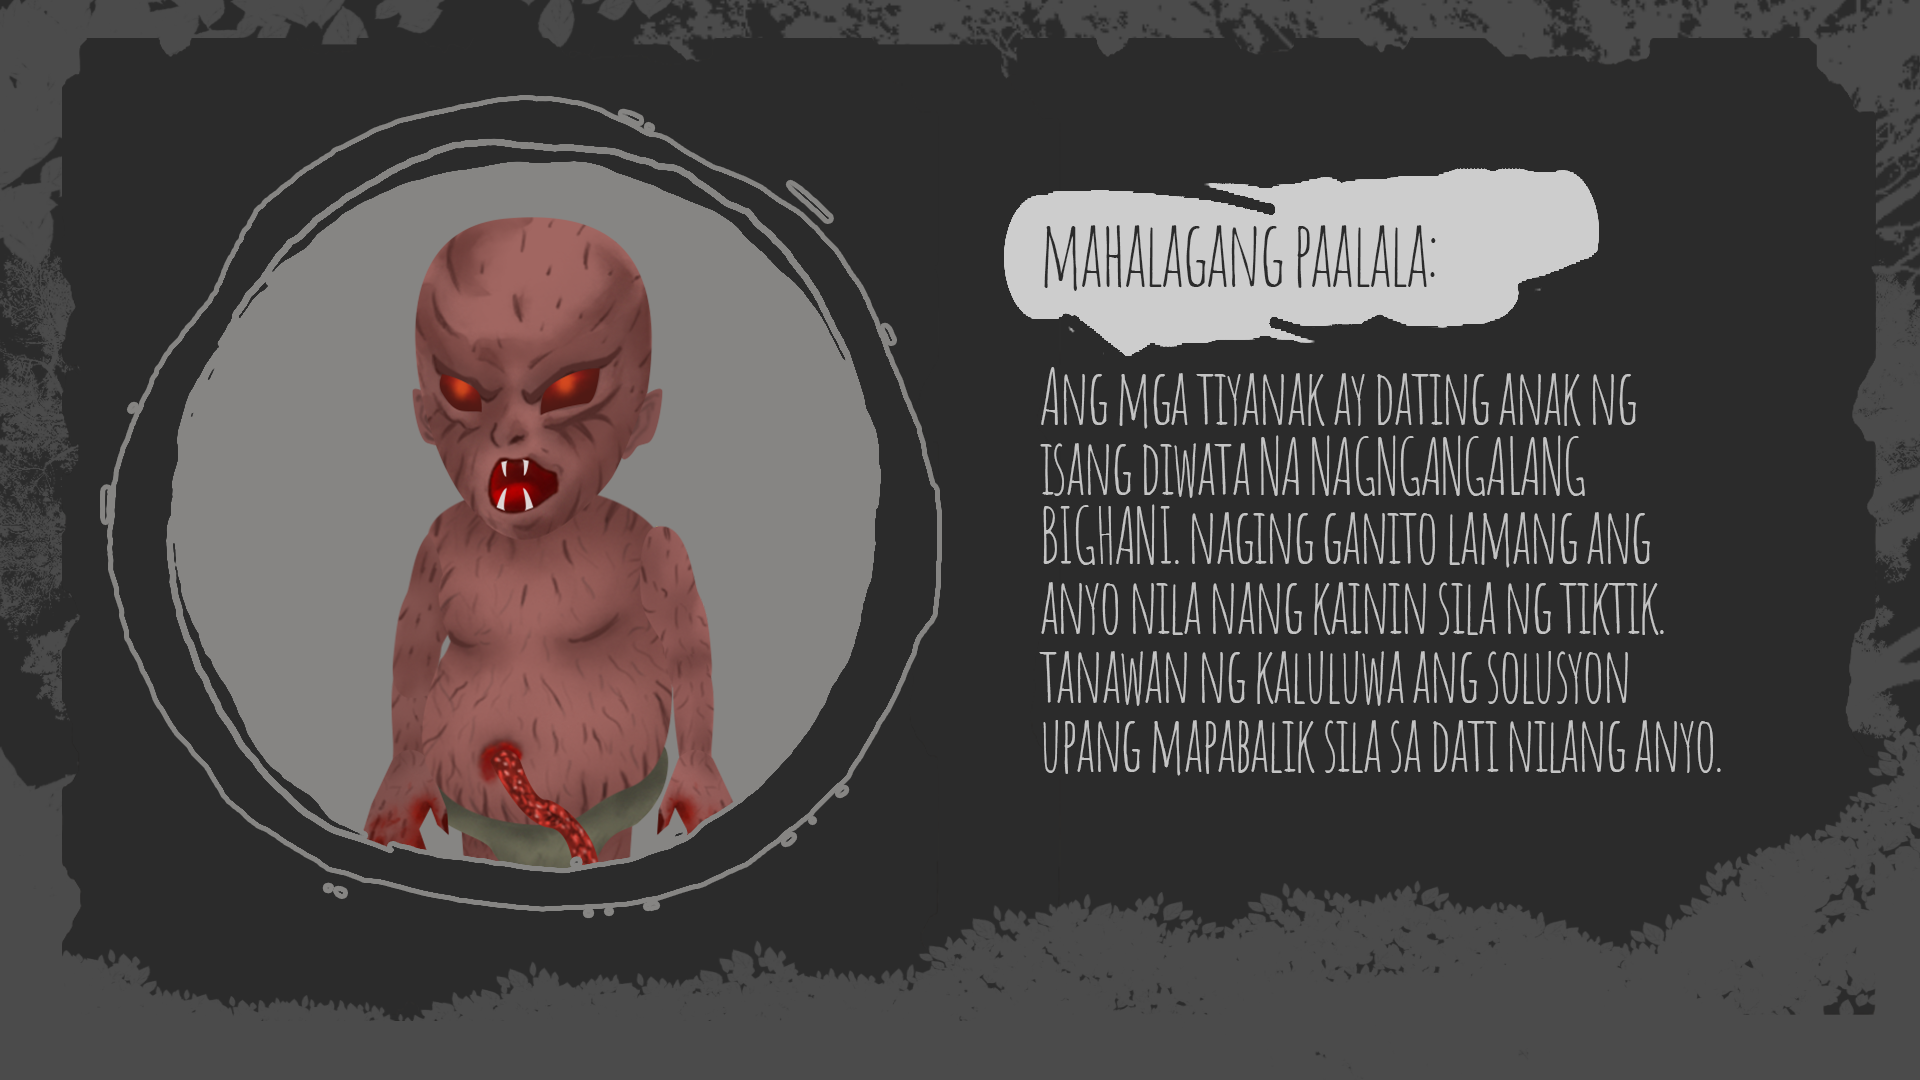 MAHALAGANG PAALALA:
ANG MGA TIYANAK AY DATING ANAK NG
ISANG DIWATA NA NAGNGANGALANG
BIGHANI. NAGING GANITO LAMANG ANG
ANYO NILA NANG KAININ SILA NG TIKTIK.
TANAWAN NG KALULUWA ANG SOLUSYON
UPANG MAPABALIK SILA SA DATI NILANG ANYO.